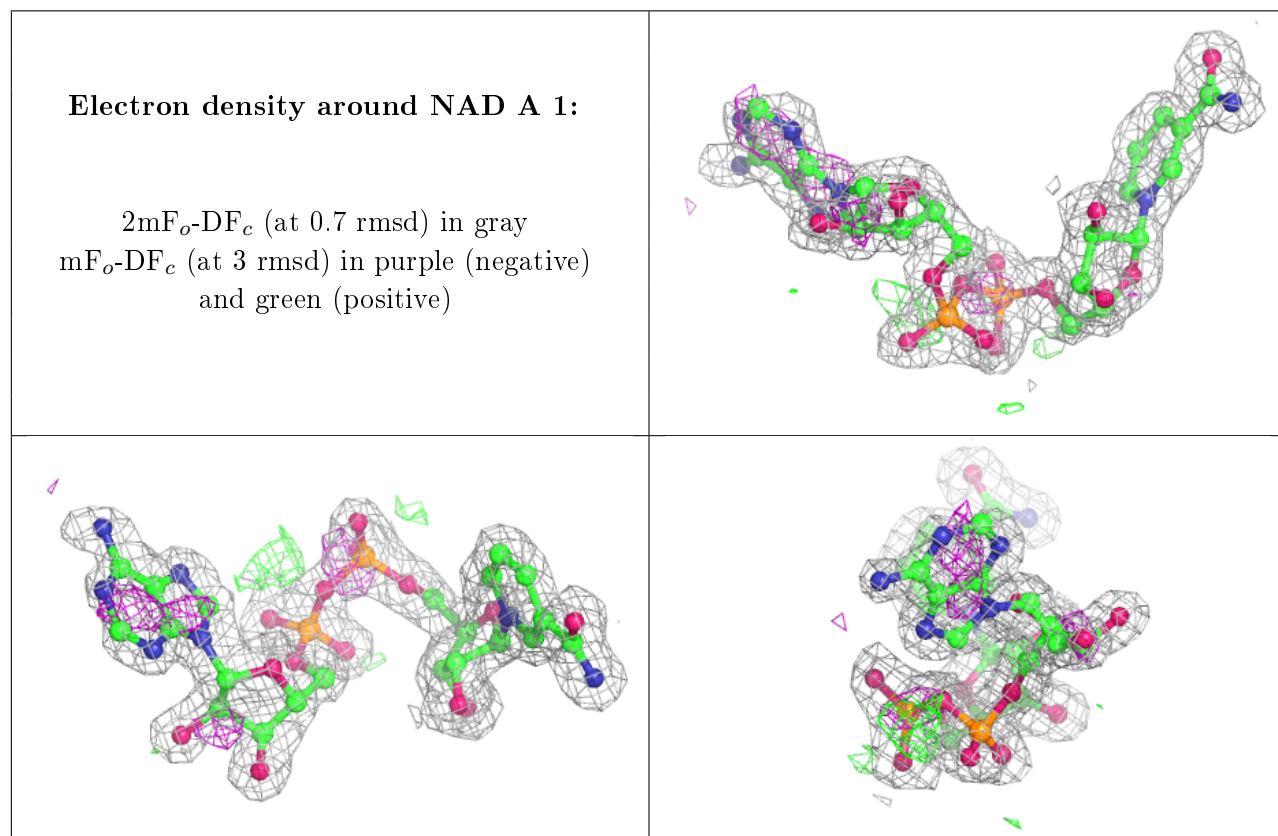 Electron density around NAD A 1:
2mFo-DFc (at 0.7 rmsd) in gray
mFo-DFc (at 3 rmsd) in purple (negative)
and green (positive)